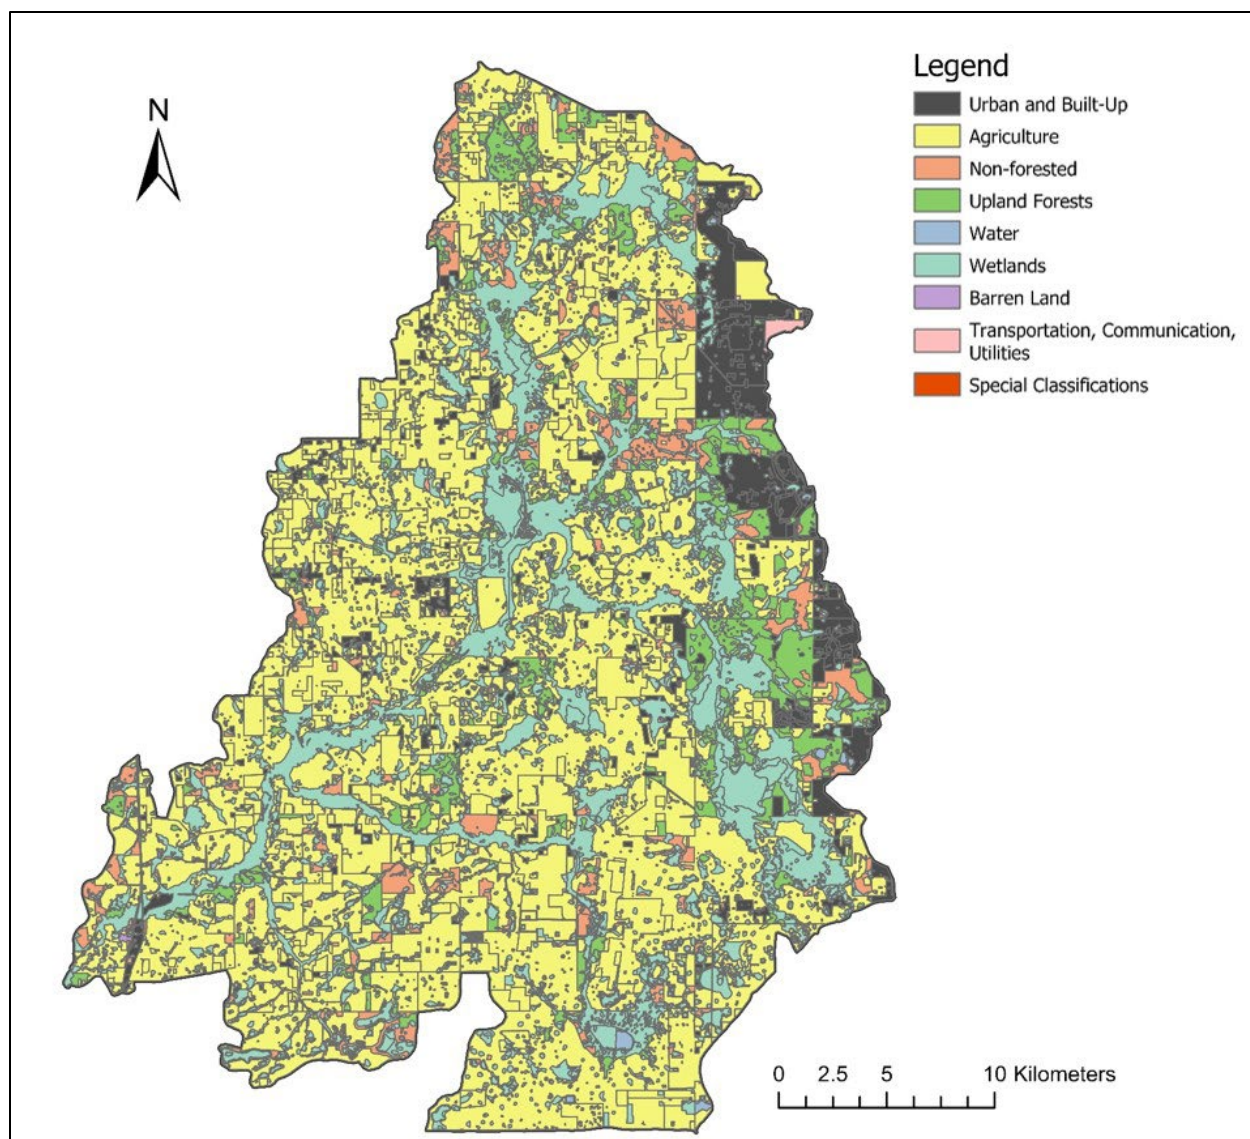 Legend
N
Urban and Built-Up
Agriculture
Non-forested
Upland Forests
Water
Wetlands
Barren Land
Transportation, Communication,
Utilities
Special Classifications
0 2.5 5 10 Kilometers